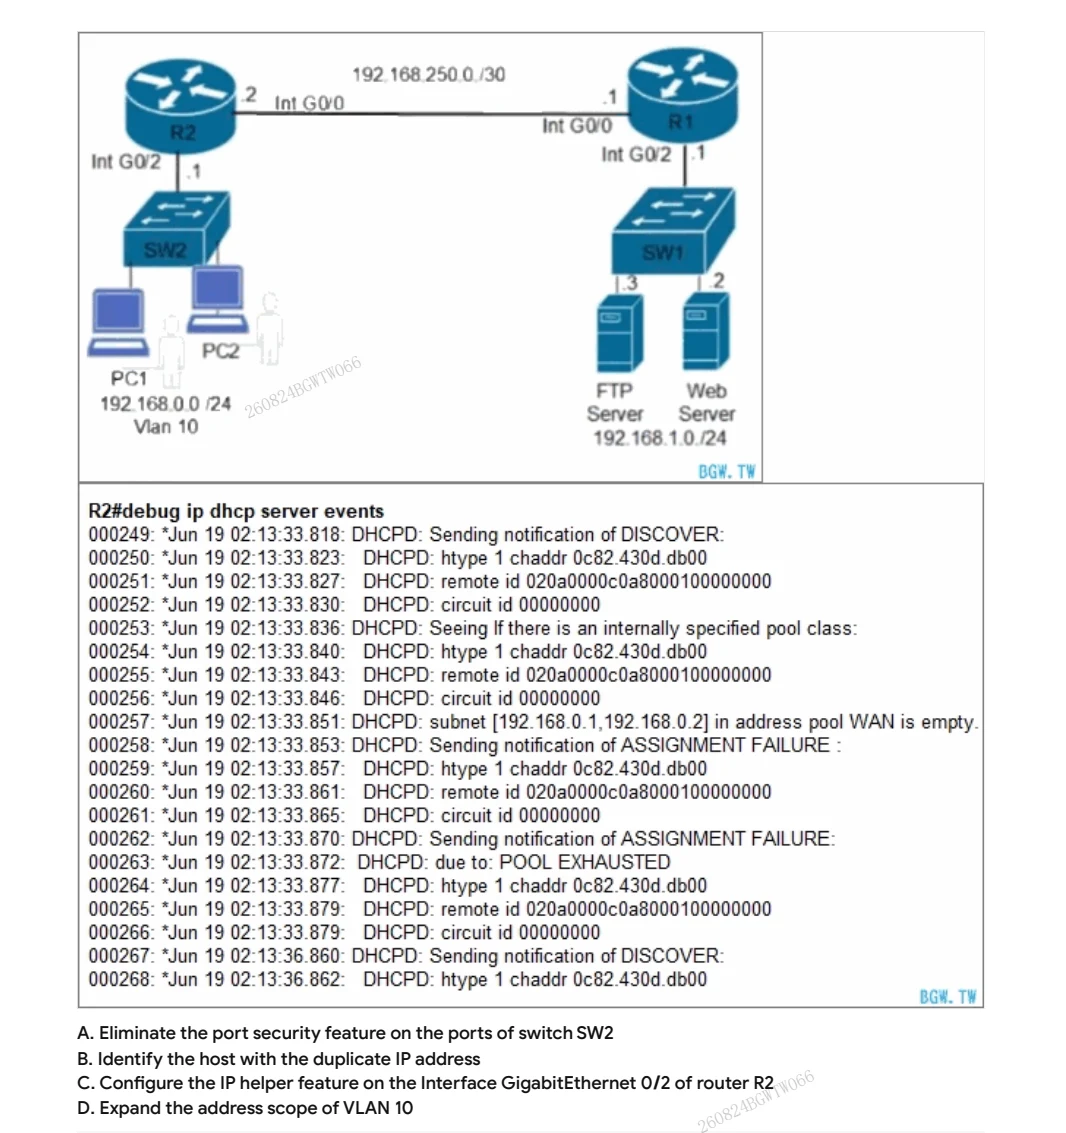 192.168.250.0./30
.2
Int G0/0
.1
Int G0/0
R2
R1
Int G0/2
.1
Int G0/2
.1
SW2
SW1
.3
.2
PC2
PC1
192.168.0.0 /24
Vlan 10
260824BGWTW066
FTP
Server
Web
Server
192.168.1.0./24
BGW.TW
R2#debug ip dhcp server events
000249: *Jun 19 02:13:33.818: DHCPD: Sending notification of DISCOVER:
000250: *Jun 19 02:13:33.823: DHCPD: htype 1 chaddr 0c82.430d.db00
000251: *Jun 19 02:13:33.827: DHCPD: remote id 020a0000c0a8000100000000
000252: *Jun 19 02:13:33.830: DHCPD: circuit id 00000000
000253: *Jun 19 02:13:33.836: DHCPD: Seeing If there is an internally specified pool class:
000254: *Jun 19 02:13:33.840: DHCPD: htype 1 chaddr 0c82.430d.db00
000255: *Jun 19 02:13:33.843: DHCPD: remote id 020a0000c0a8000100000000
000256: *Jun 19 02:13:33.846: DHCPD: circuit id 00000000
000257: *Jun 19 02:13:33.851: DHCPD: subnet [192.168.0.1,192.168.0.2] in address pool WAN is empty.
000258: *Jun 19 02:13:33.853: DHCPD: Sending notification of ASSIGNMENT FAILURE :
000259: *Jun 19 02:13:33.857: DHCPD: htype 1 chaddr 0c82.430d.db00
000260: *Jun 19 02:13:33.861: DHCPD: remote id 020a0000c0a8000100000000
000261: *Jun 19 02:13:33.865: DHCPD: circuit id 00000000
000262: *Jun 19 02:13:33.870: DHCPD: Sending notification of ASSIGNMENT FAILURE:
000263: *Jun 19 02:13:33.872: DHCPD: due to: POOL EXHAUSTED
000264: *Jun 19 02:13:33.877: DHCPD: htype 1 chaddr 0c82.430d.db00
000265: *Jun 19 02:13:33.879: DHCPD: remote id 020a0000c0a8000100000000
000266: *Jun 19 02:13:33.879: DHCPD: circuit id 00000000
000267: *Jun 19 02:13:36.860: DHCPD: Sending notification of DISCOVER:
000268: *Jun 19 02:13:36.862: DHCPD: htype 1 chaddr 0c82.430d.db00
BGW.TW
A. Eliminate the port security feature on the ports of switch SW2
B. Identify the host with the duplicate IP address
C. Configure the IP helper feature on the Interface GigabitEthernet 0/2 of router R2
D. Expand the address scope of VLAN 10
260824BGWTW066